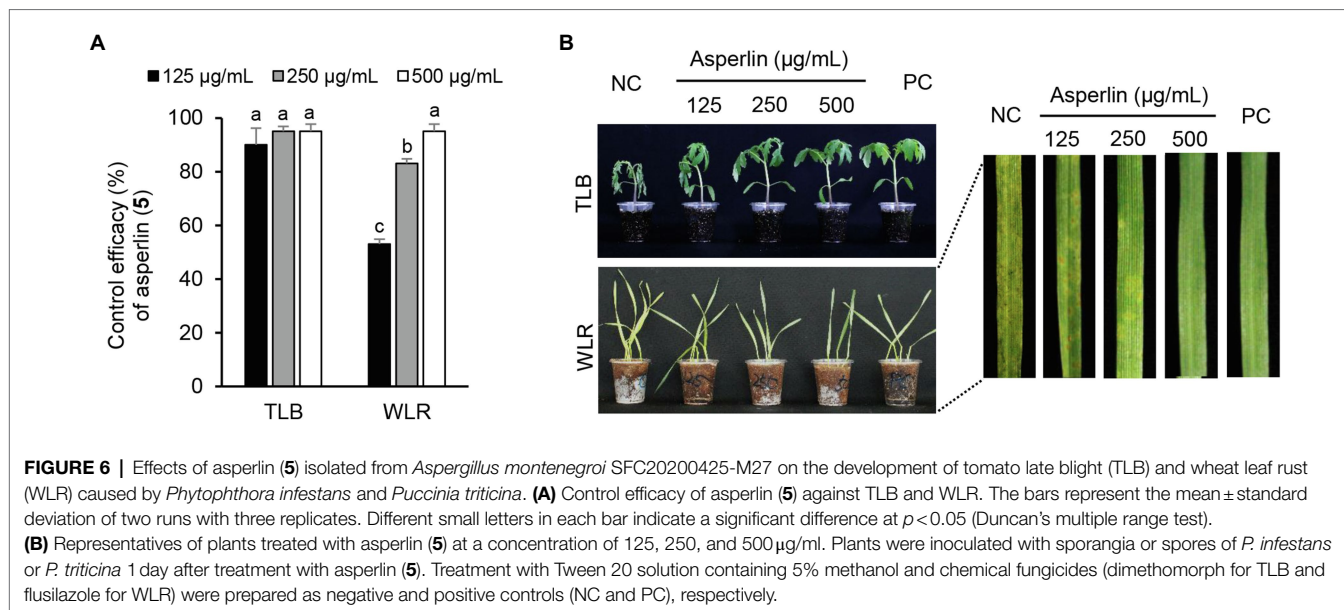 A
■ 125 µg/mL ■ 250 µg/mL □ 500 µg/mL
Control efficacy (%)
of asperlin (5)
100
80
60
40
20
0
a a a
c b a
TLB WLR
B
NC Asperlin (µg/mL) PC
125 250 500
TLB
WLR
NC Asperlin (µg/mL) PC
125 250 500
FIGURE 6 | Effects of asperlin (5) isolated from Aspergillus montenegroi SFC20200425-M27 on the development of tomato late blight (TLB) and wheat leaf rust
(WLR) caused by Phytophthora infestans and Puccinia triticina. (A) Control efficacy of asperlin (5) against TLB and WLR. The bars represent the mean ± standard
deviation of two runs with three replicates. Different small letters in each bar indicate a significant difference at p < 0.05 (Duncan's multiple range test).
(B) Representatives of plants treated with asperlin (5) at a concentration of 125, 250, and 500 µg/ml. Plants were inoculated with sporangia or spores of P. infestans
or P. triticina 1 day after treatment with asperlin (5). Treatment with Tween 20 solution containing 5% methanol and chemical fungicides (dimethomorph for TLB and
flusilazole for WLR) were prepared as negative and positive controls (NC and PC), respectively.